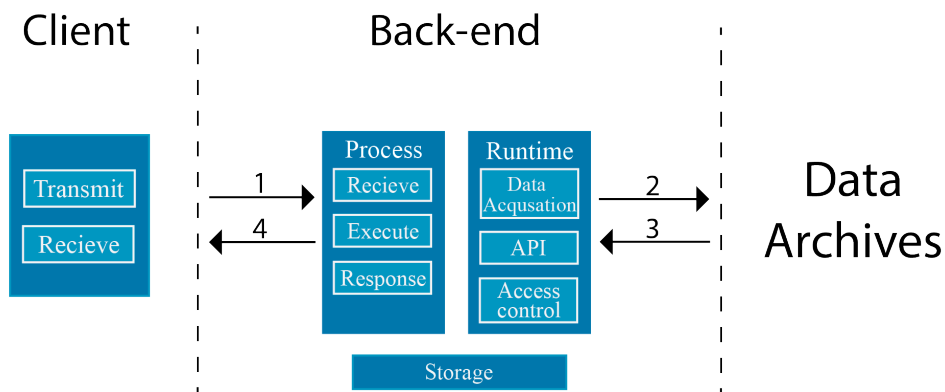 Client
Back-end
Transmit
Recieve
1
4
Process
Recieve
Execute
Response
Runtime
Data
Acqusation
API
Access
control
2
3
Data
Archives
Storage